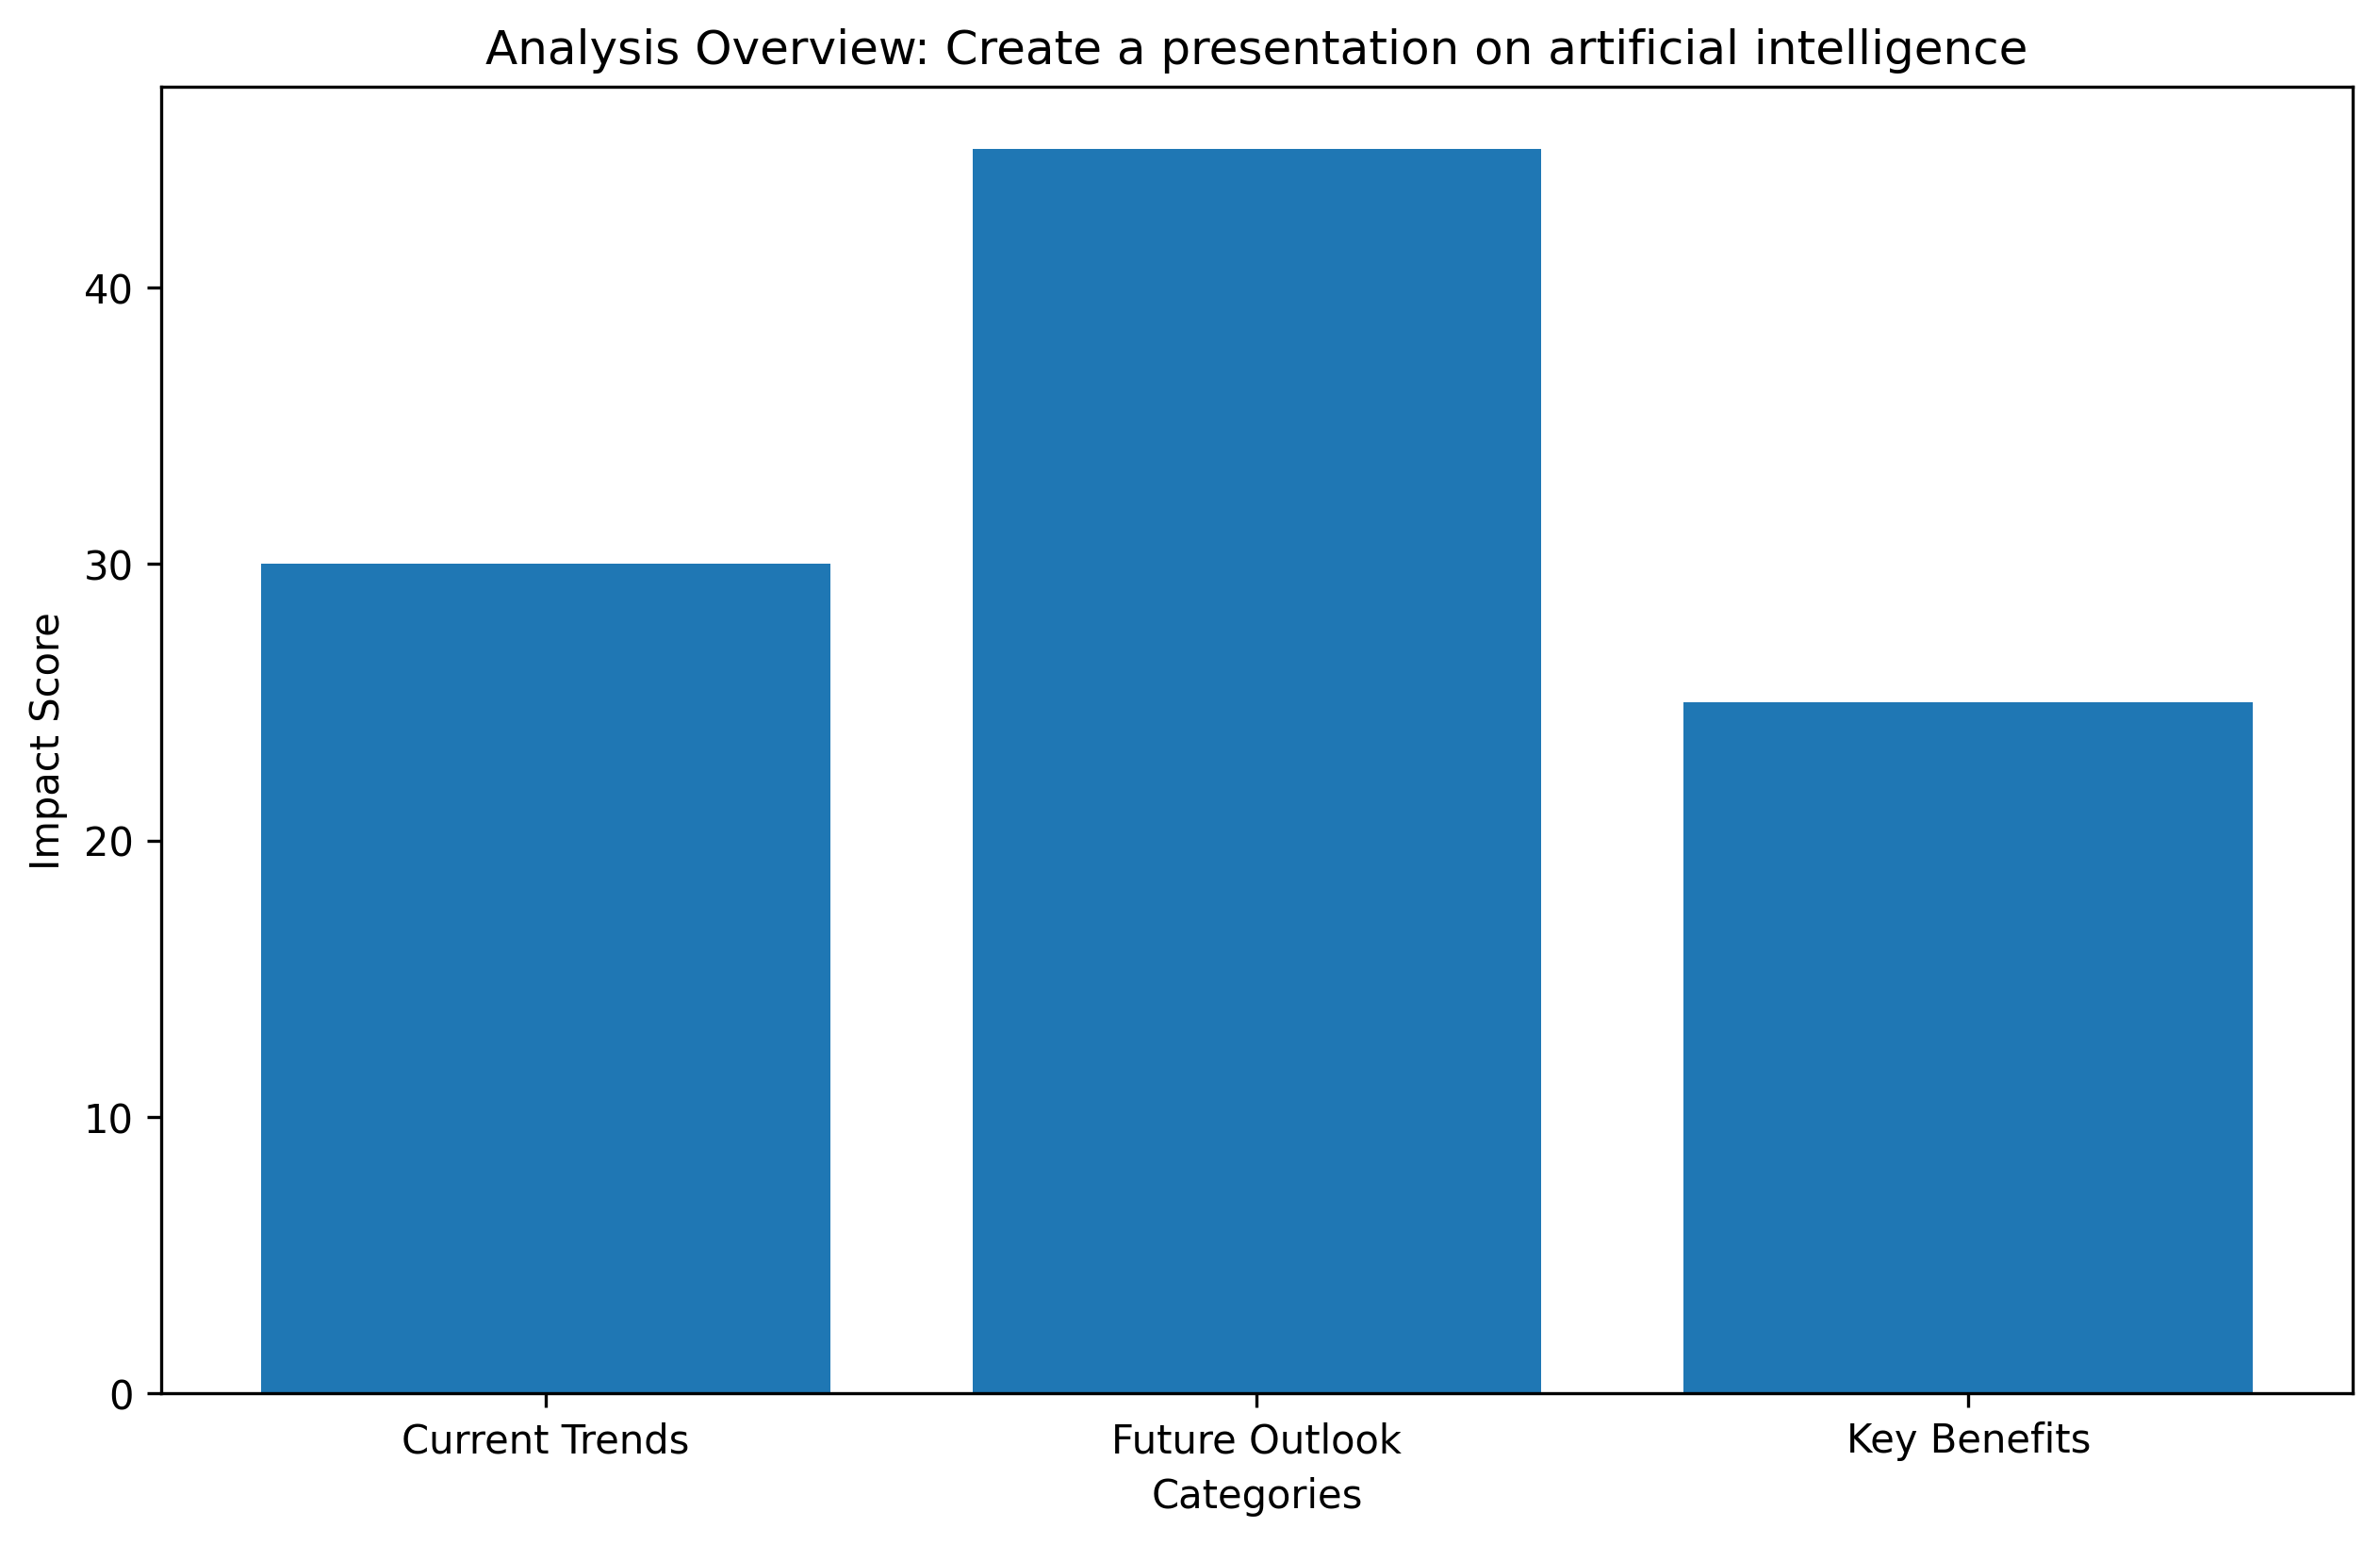 Analysis Overview: Create a presentation on artificial intelligence
Impact Score
40
30
20
10
0
Current Trends
Future Outlook
Key Benefits
Categories